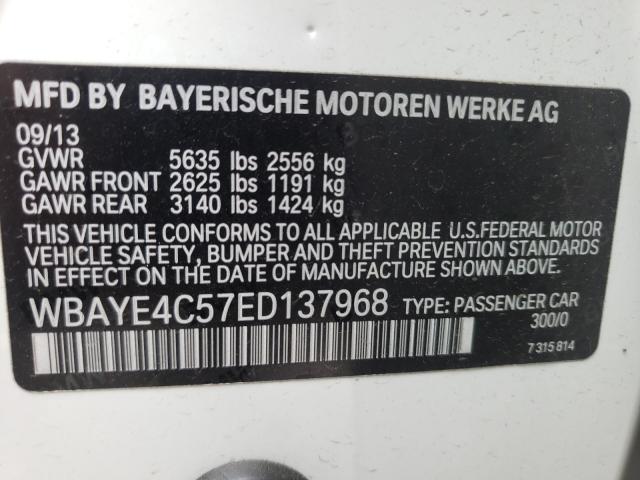 MFD BY BAYERISCHE MOTOREN WERKE AG
09/13
GVWR 5635 lbs 2556 kg
GAWR FRONT 2625 lbs 1191 kg
GAWR REAR 3140 lbs 1424 kg
THIS VEHICLE CONFORMS TO ALL APPLICABLE U.S.FEDERAL MOTOR
VEHICLE SAFETY, BUMPER AND THEFT PREVENTION STANDARDS
IN EFFECT ON THE DATE OF MANUFACTURE SHOWN ABOVE.
WBAYE4C57ED137968 TYPE: PASSENGER CAR
300/0
7 315 814